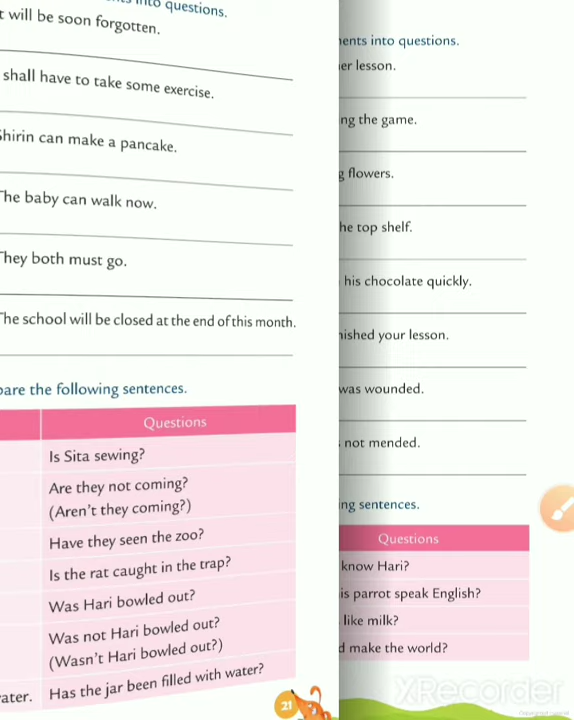 into questions.
t will be soon forgotten.
shall have to take some exercise.
Shirin can make a pancake.
The baby can walk now.
They both must go.
The school will be closed at the end of this month.
pare the following sentences.
Questions
Is Sita sewing?
Are they not coming?
(Aren't they coming?)
Have they seen the zoo?
Is the rat caught in the trap?
Was Hari bowled out?
Was not Hari bowled out?
(Wasn't Hari bowled out?)
ater. Has the jar been filled with water?
21
ents into questions.
er lesson.
ng the game.
g flowers.
he top shelf.
his chocolate quickly.
ished your lesson.
was wounded.
not mended.
ing sentences.
Questions
know Hari?
is parrot speak English?
like milk?
d make the world?
XRecorder